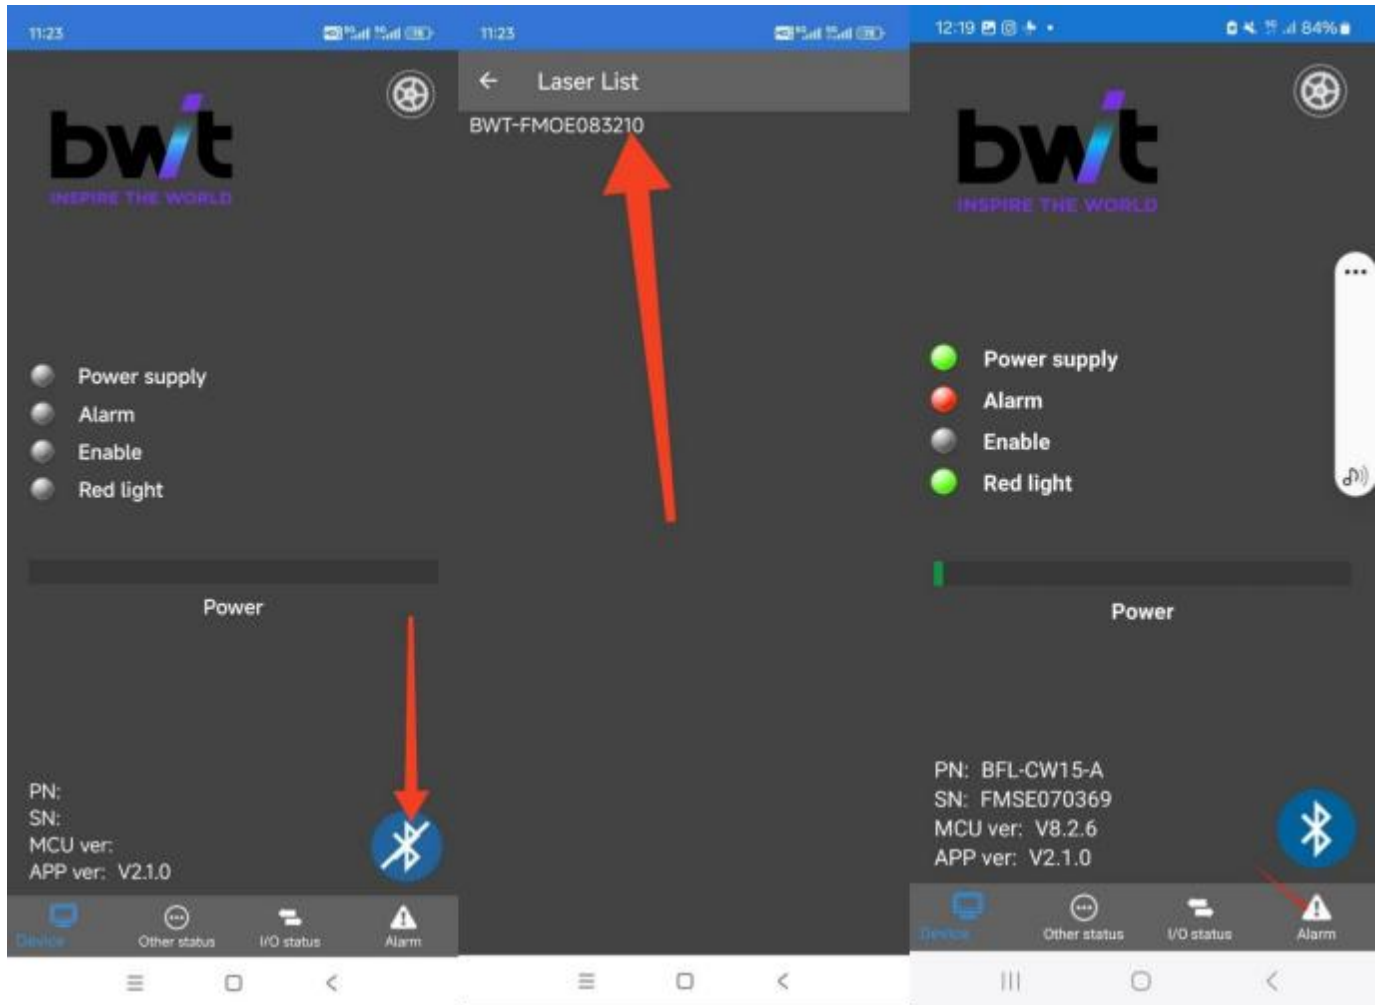 11:23
bwt
INSPIRE THE WORLD
Power supply
Alarm
Enable
Red light
Power
PN:
SN:
MCU ver:
APP ver: V2.1.0
Device
Other status
I/O status
Alarm
11:23
Laser List
BWT-FMOE083210
12:19
84%
bwt
INSPIRE THE WORLD
Power supply
Alarm
Enable
Red light
Power
PN: BFL-CW15-A
SN: FMSE070369
MCU ver: V8.2.6
APP ver: V2.1.0
Device
Other status
I/O status
Alarm